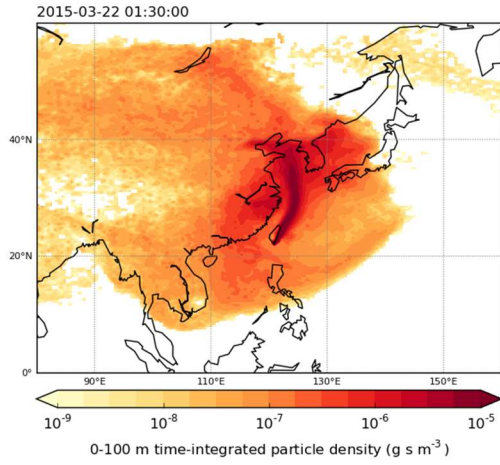 2015-03-22 01:30:00
40°N
20°N
0°
90°E 110°E 130°E 150°E
10⁻⁹ 10⁻⁸ 10⁻⁷ 10⁻⁶ 10⁻⁵
0-100 m time-integrated particle density (g s m⁻³)